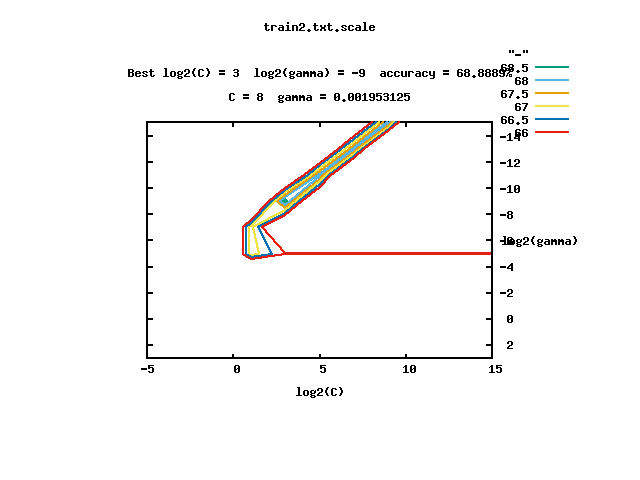 train2.txt.scale
"-"
Best log2(C) = 3  log2(gamma) = -9  accuracy = 68.8889%
C = 8  gamma = 0.001953125
68.5
68
67.5
67
66.5
66
-14
-12
-10
-8
-6
log2(gamma)
-4
-2
0
2
-5 0 5 10 15
log2(C)